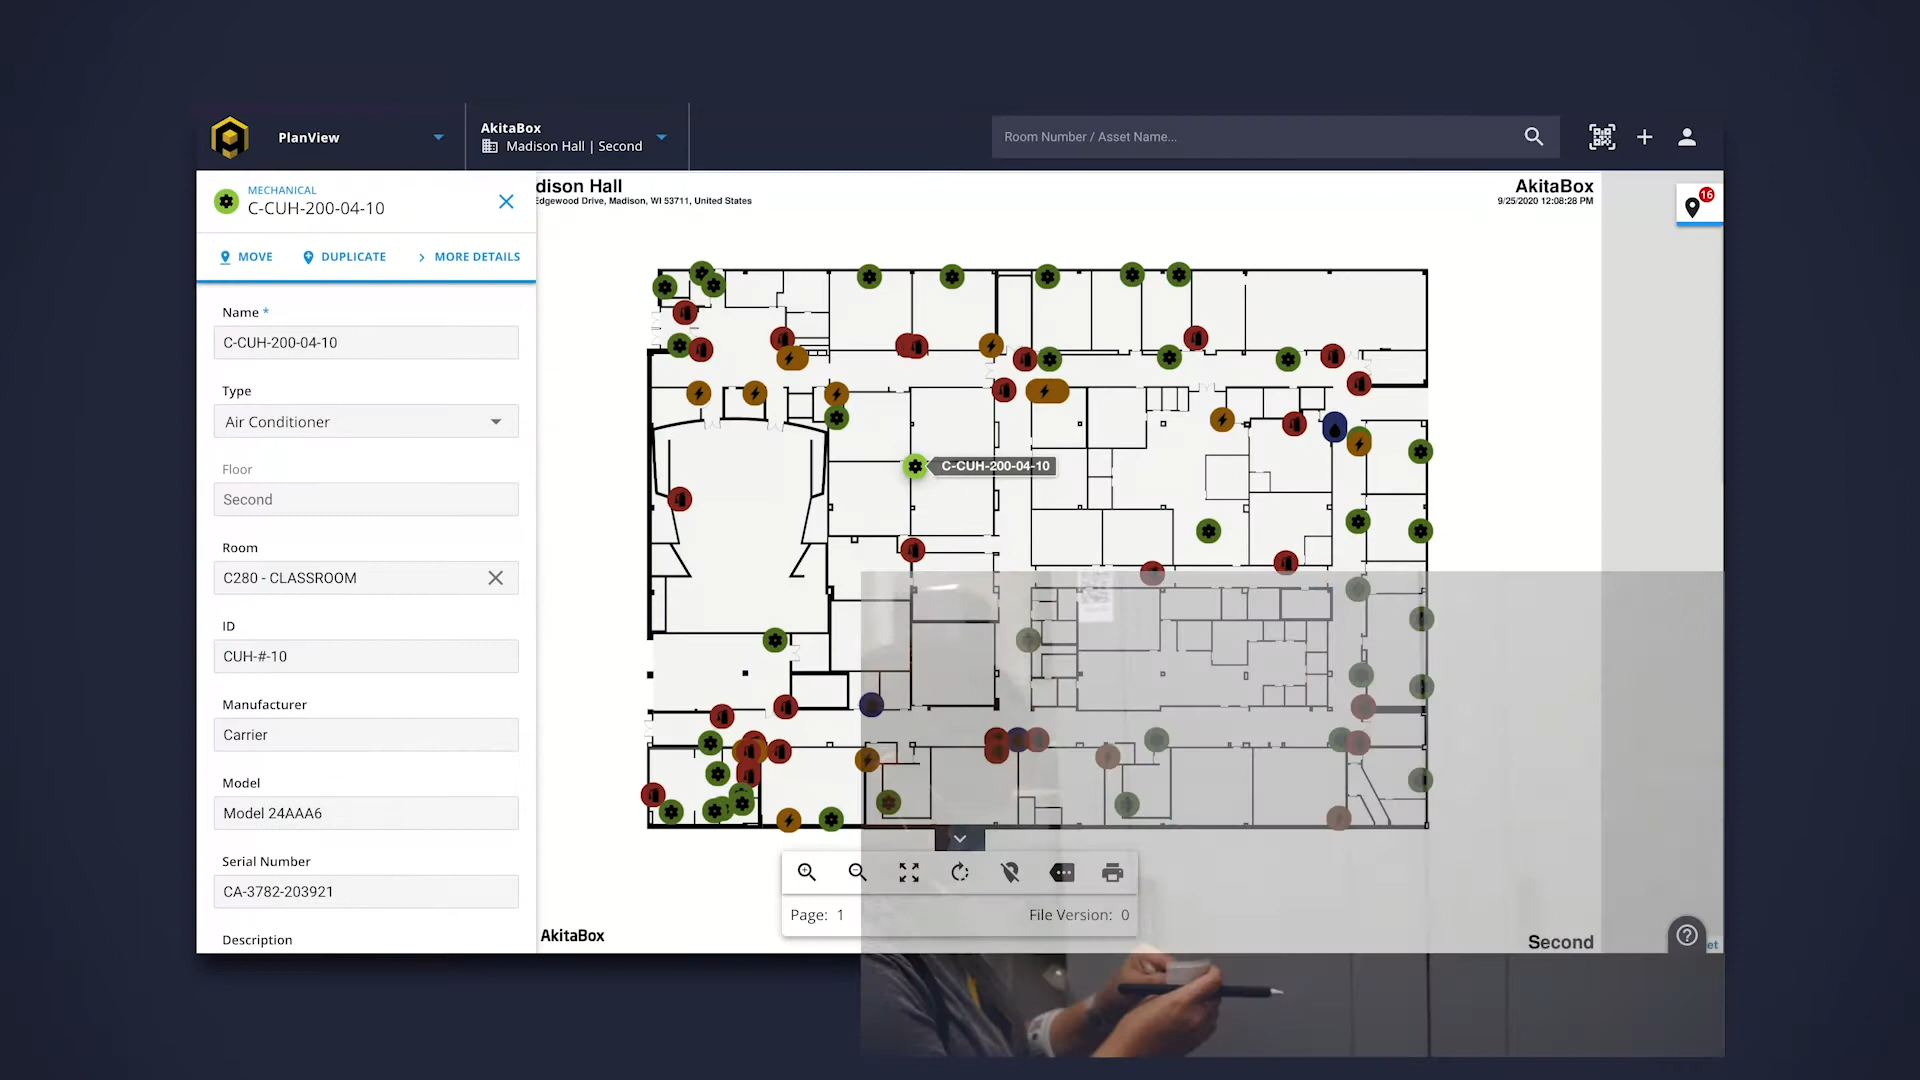 PlanView
AkitaBox
Madison Hall | Second
Room Number / Asset Name...
MECHANICAL
C-CUH-200-04-10
MOVE
DUPLICATE
MORE DETAILS
Name *
C-CUH-200-04-10
Type
Air Conditioner
Floor
Second
Room
C280 - CLASSROOM
ID
CUH-#-10
Manufacturer
Carrier
Model
Model 24AAA6
Serial Number
CA-3782-203921
Description
dison Hall
Edgewood Drive, Madison, WI 53711, United States
AkitaBox
9/25/2020 12:08:28 PM
16
C-CUH-200-04-10
Page: 1
File Version: 0
AkitaBox
Second
et